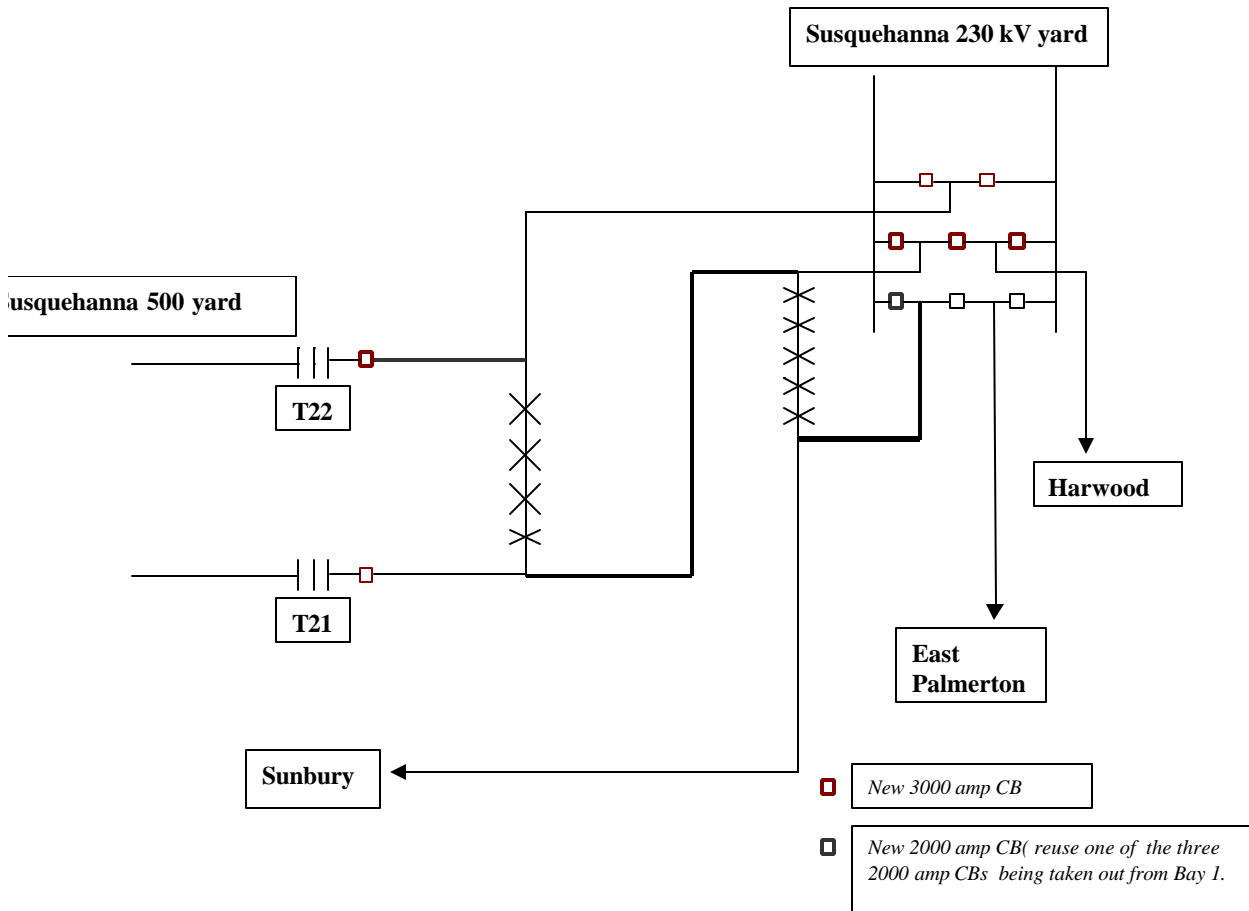 Susquehanna 230 kV yard
usquehanna 500 yard
T22
Harwood
T21
East
Palmerton
Sunbury
New 3000 amp CB
New 2000 amp CB( reuse one of the three
2000 amp CBs being taken out from Bay 1.